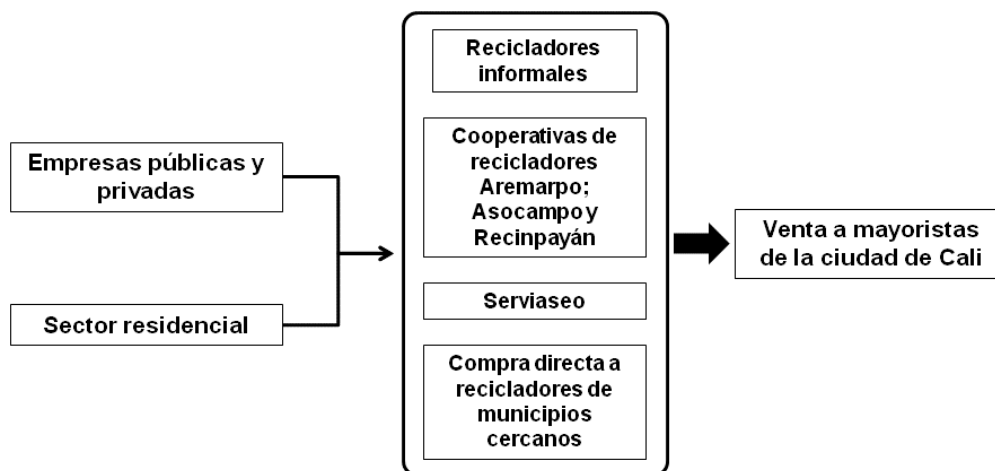 Empresas públicas y
privadas
Sector residencial
Recicladores
informales
Cooperativas de
recicladores
Aremarpo;
Asocampo y
Recinpayán
Serviaseo
Compra directa a
recicladores de
municipios
cercanos
Venta a mayoristas
de la ciudad de Cali